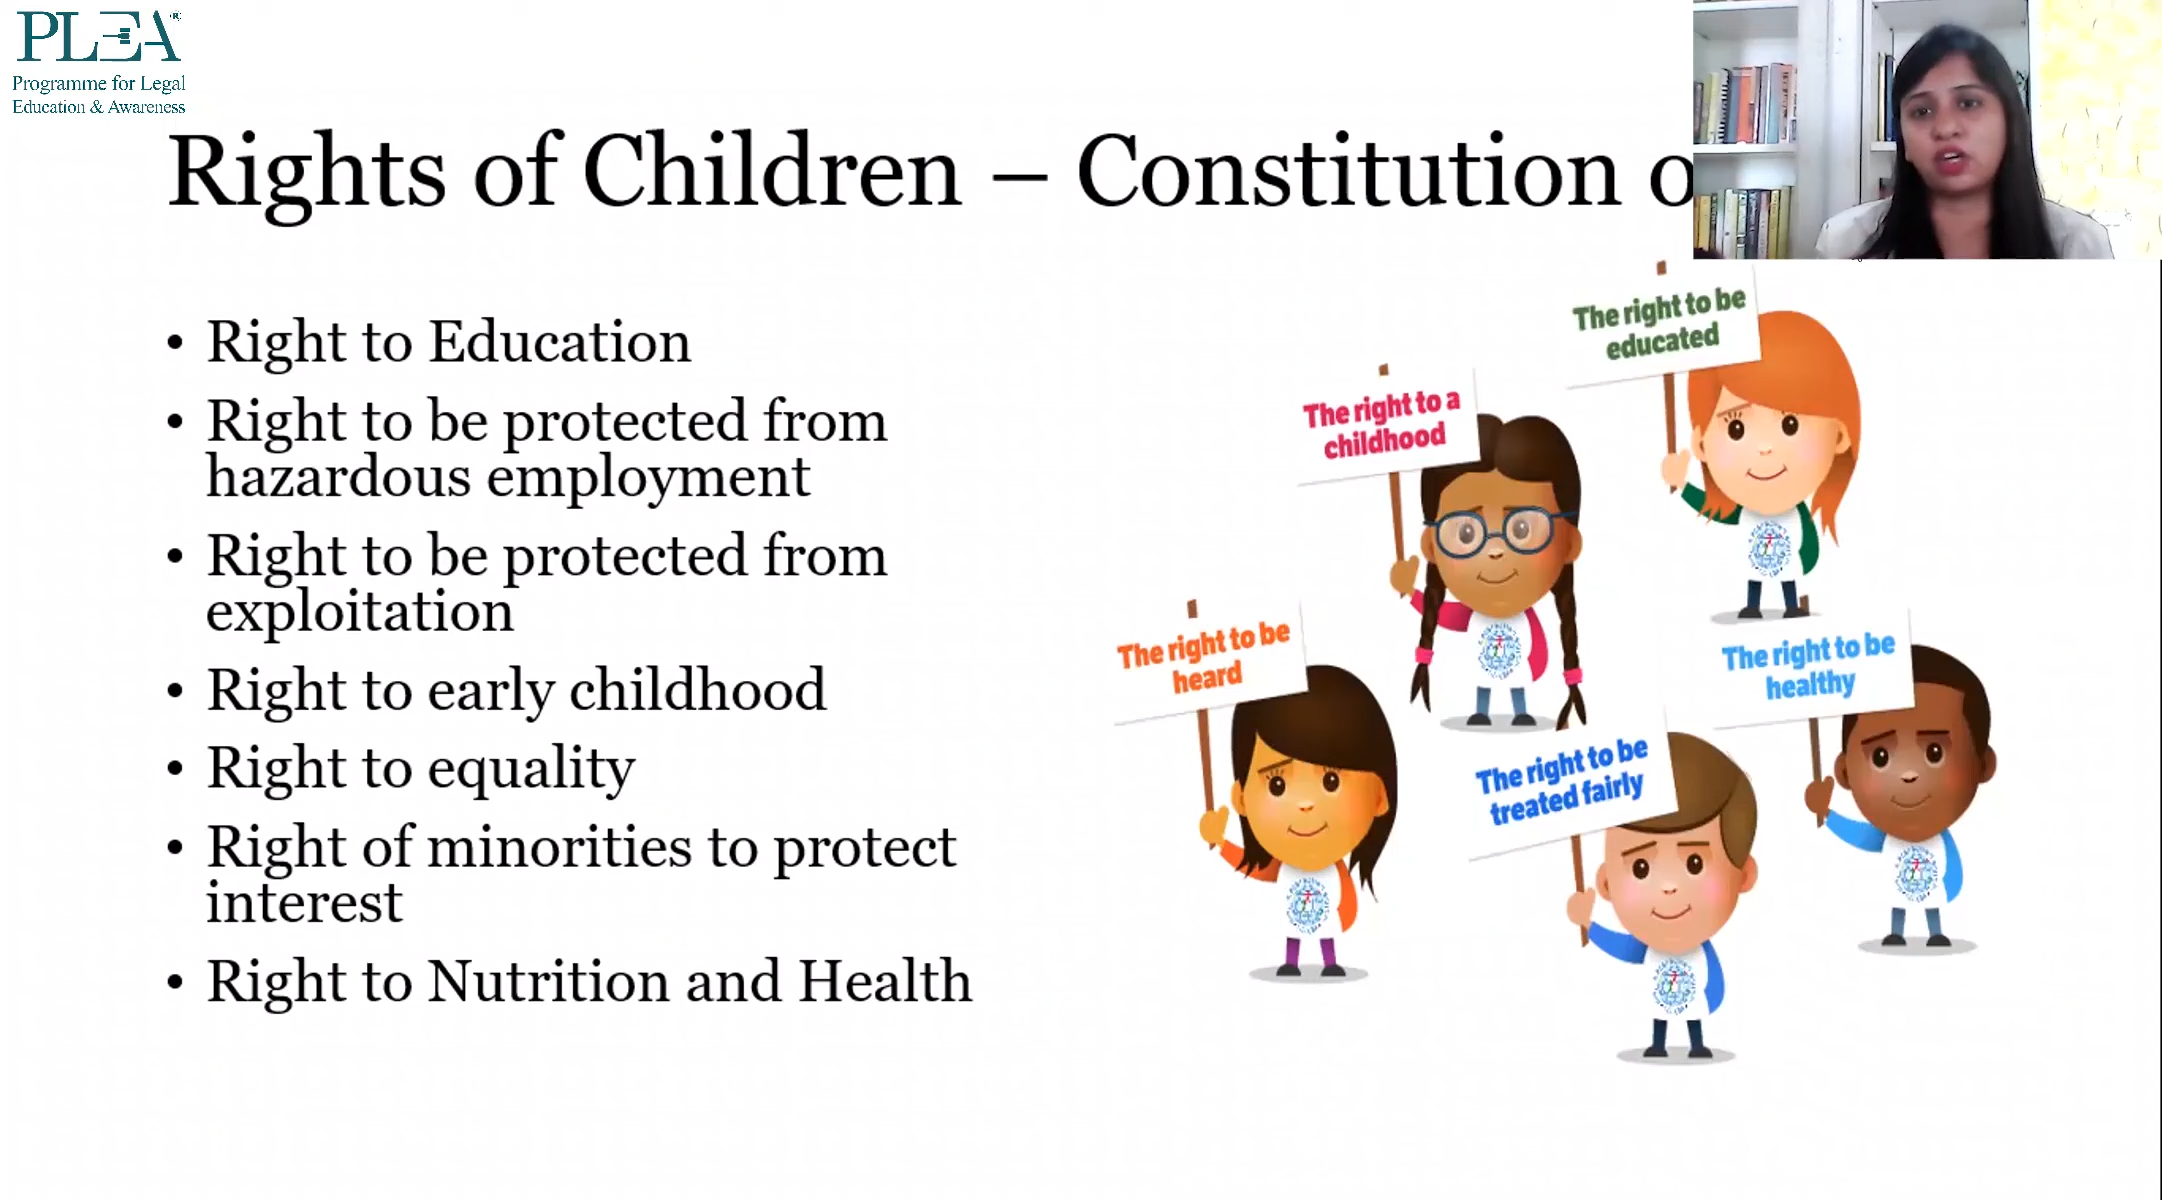 PLEA®
Programme for Legal
Education & Awareness
Rights of Children – Constitution o
• Right to Education
• Right to be protected from
hazardous employment
• Right to be protected from
exploitation
• Right to early childhood
• Right to equality
• Right of minorities to protect
interest
• Right to Nutrition and Health
The right to be
educated
The right to a
childhood
The right to be
heard
The right to be
healthy
The right to be
treated fairly